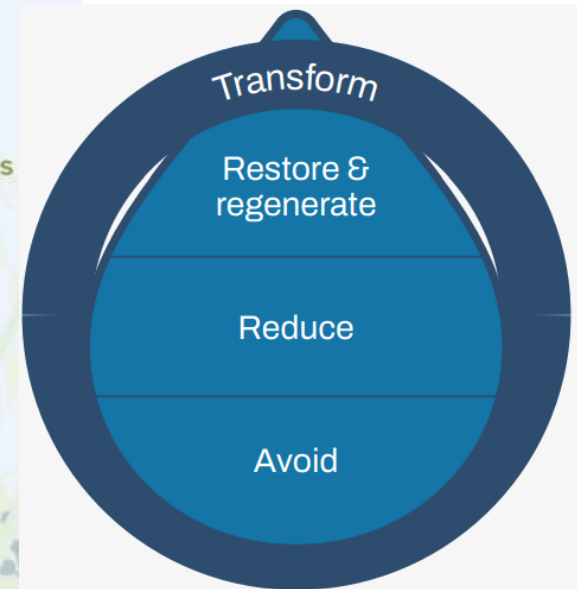 Transform
Restore &
regenerate
Reduce
Avoid
s